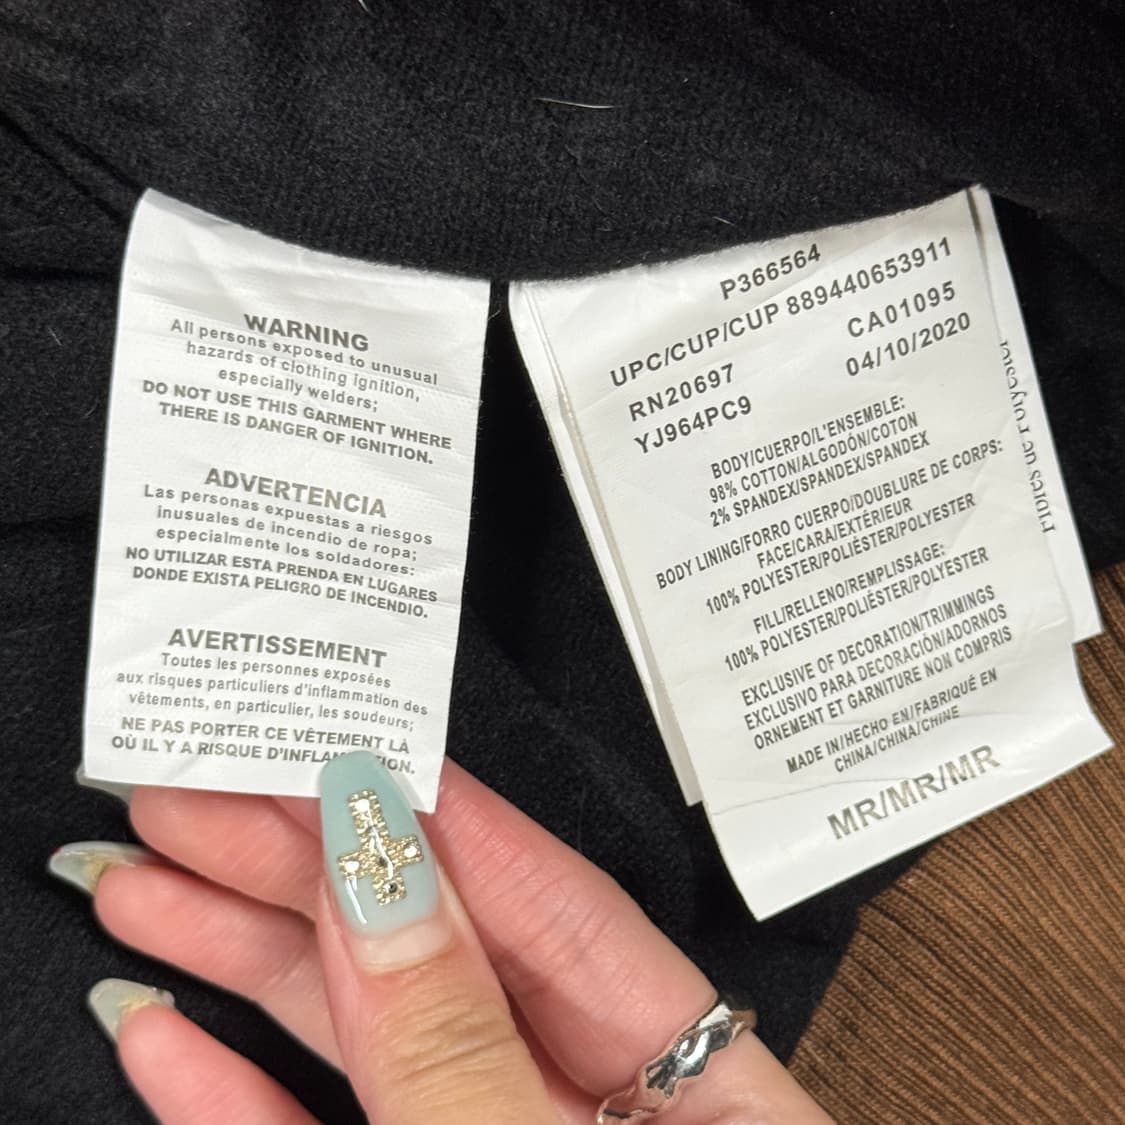 WARNING
All persons exposed to unusual
hazards of clothing ignition,
especially welders;
DO NOT USE THIS GARMENT WHERE
THERE IS DANGER OF IGNITION.
ADVERTENCIA
Las personas expuestas a riesgos
inusuales de incendio de ropa;
especialmente los soldadores:
NO UTILIZAR ESTA PRENDA EN LUGARES
DONDE EXISTA PELIGRO DE INCENDIO.
AVERTISSEMENT
Toutes les personnes exposées
aux risques particuliers d'inflammation des
vêtements, en particulier, les soudeurs;
NE PAS PORTER CE VÊTEMENT LÀ
OÙ IL Y A RISQUE
P366564
UPC/CUP/CUP 889440653911
RN20697 CA01095
YJ964PC9 04/10/2020
BODY/CUERPO/L'ENSEMBLE:
98% COTTON/ALGODÓN/COTON
2% SPANDEX/SPANDEX/SPANDEX
BODY LINING/FORRO CUERPO/DOUBLURE DE CORPS:
FACE/CARA/EXTÉRIEUR
100% POLYESTER/POLIÉSTER/POLYESTER
FILL/RELLENO/REMPLISSAGE:
100% POLYESTER/POLIÉSTER/POLYESTER
EXCLUSIVE OF DECORATION/TRIMMINGS
EXCLUSIVO PARA DECORACIÓN/ADORNOS
ORNEMENT ET GARNITURE NON COMPRIS
MADE IN/HECHO EN/FABRIQUÉ EN
CHINA/CHINA/CHINE
MR/MR/MR